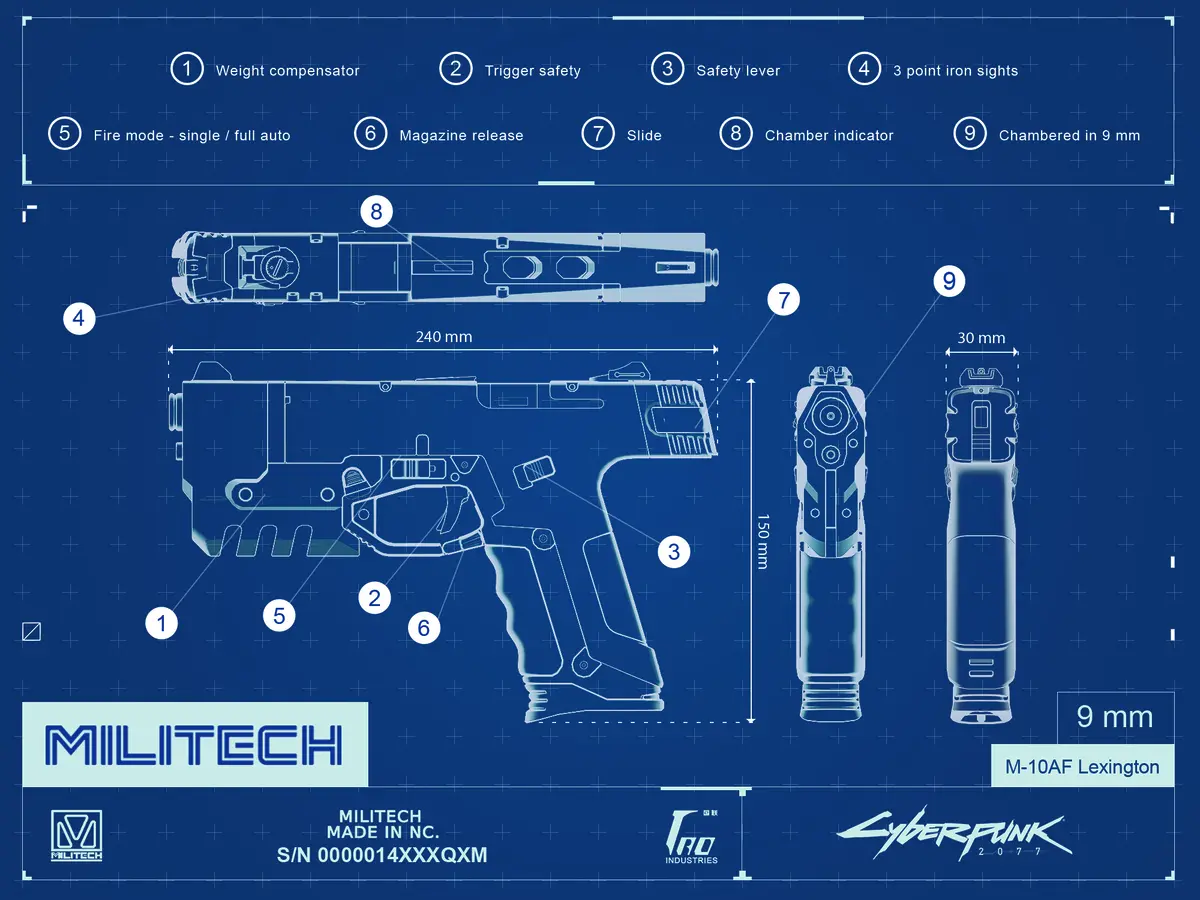 1 Weight compensator
2 Trigger safety
3 Safety lever
4 3 point iron sights
5 Fire mode - single / full auto
6 Magazine release
7 Slide
8 Chamber indicator
9 Chambered in 9 mm
8
4
7
9
240 mm
30 mm
150 mm
3
2
5
1
6
MILITECH
9 mm
M-10AF Lexington
MILITECH
MILITECH
MADE IN NC.
S/N 0000014XXXQXM
INDUSTRIES
CYBERPUNK
2077